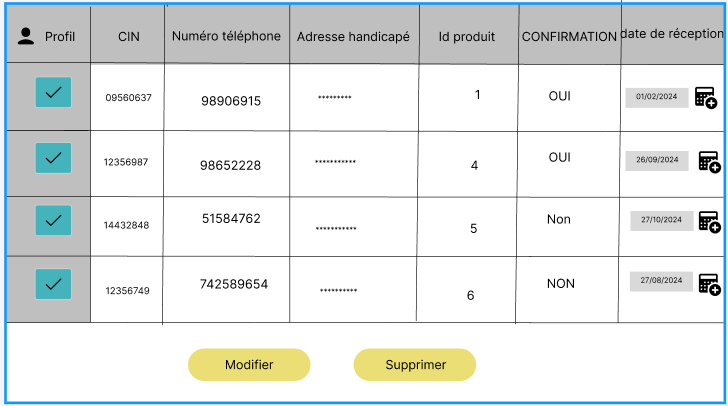 Profil CIN Numéro téléphone Adresse handicapé Id produit CONFIRMATION date de réception
09560637 98906915 ********* 1 OUI 01/02/2024
12356987 98652228 *********** 4 OUI 26/09/2024
14432848 51584762 *********** 5 Non 27/10/2024
12356749 742589654 ********** 6 NON 27/08/2024
Modifier Supprimer